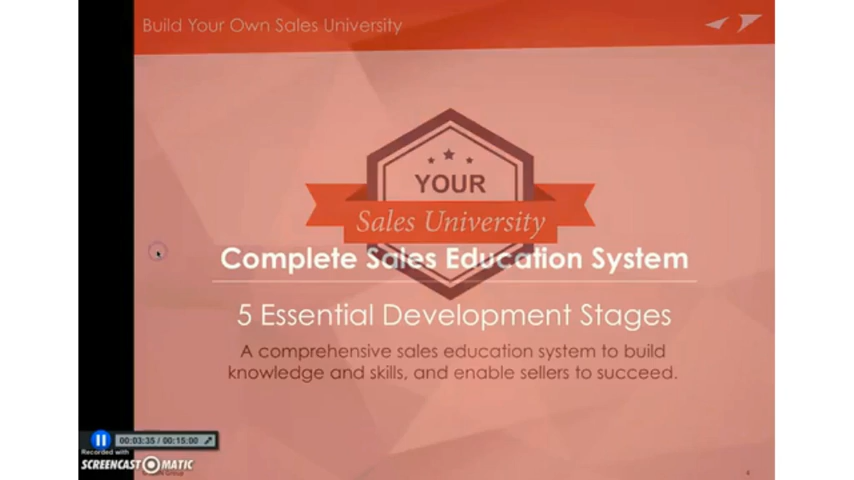 Build Your Own Sales University
YOUR
Sales University
Complete Sales Education System
5 Essential Development Stages
A comprehensive sales education system to build
knowledge and skills, and enable sellers to succeed.
00:03:35 / 00:15:00
Recorded with
SCREENCAST MATIC
Group
4